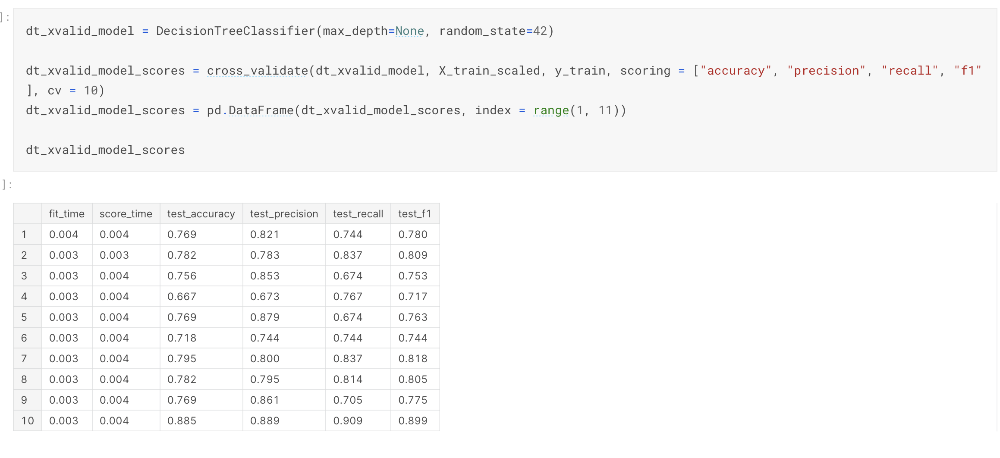 ]:
dt_xvalid_model = DecisionTreeClassifier(max_depth=None, random_state=42)
dt_xvalid_model_scores = cross_validate(dt_xvalid_model, X_train_scaled, y_train, scoring = ["accuracy", "precision", "recall", "f1"
], cv = 10)
dt_xvalid_model_scores = pd.DataFrame(dt_xvalid_model_scores, index = range(1, 11))
dt_xvalid_model_scores
]:
fit_time score_time test_accuracy test_precision test_recall test_f1
1 0.004 0.004 0.769 0.821 0.744 0.780
2 0.003 0.003 0.782 0.783 0.837 0.809
3 0.003 0.004 0.756 0.853 0.674 0.753
4 0.003 0.004 0.667 0.673 0.767 0.717
5 0.003 0.004 0.769 0.879 0.674 0.763
6 0.003 0.004 0.718 0.744 0.744 0.744
7 0.003 0.004 0.795 0.800 0.837 0.818
8 0.003 0.004 0.782 0.795 0.814 0.805
9 0.003 0.004 0.769 0.861 0.705 0.775
10 0.003 0.004 0.885 0.889 0.909 0.899